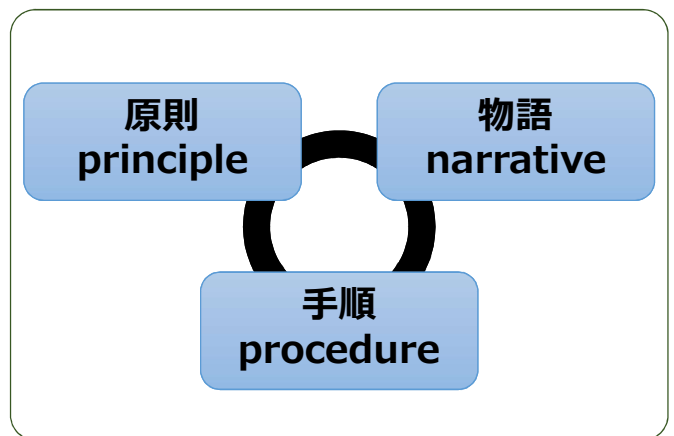 原則
principle
物語
narrative
手順
procedure